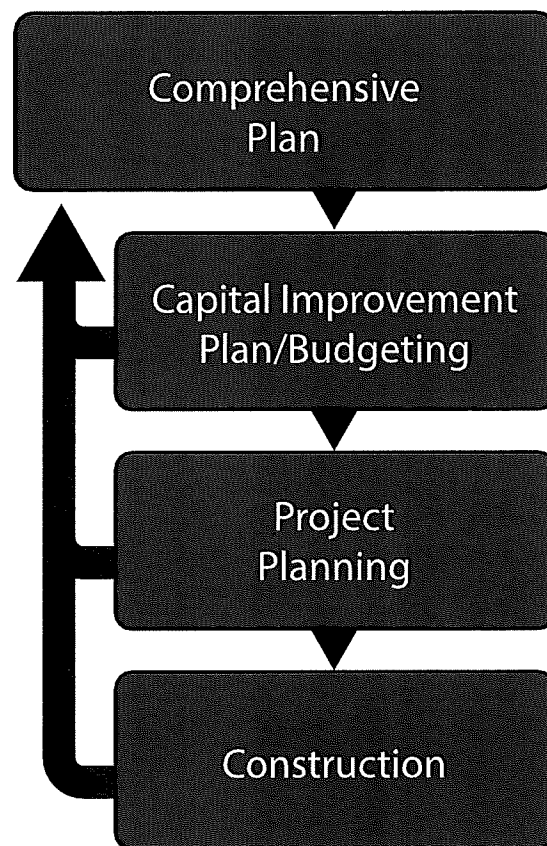 Comprehensive
Plan
Capital Improvement
Plan/Budgeting
Project
Planning
Construction